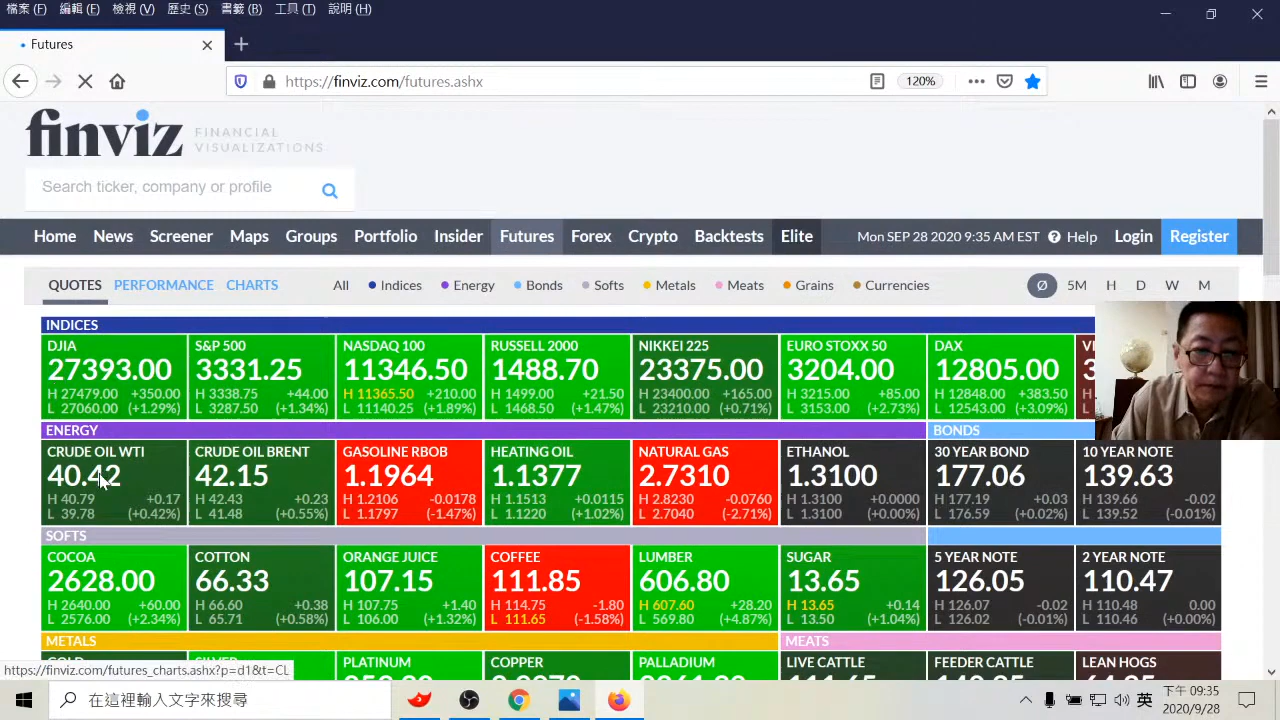 檔案(F) 編輯(E) 檢視(V) 歷史(S) 書籤(B) 工具(T) 說明(H)
Futures
https://finviz.com/futures.ashx
120%
finviz FINANCIAL
VISUALIZATIONS
Search ticker, company or profile
Home News Screener Maps Groups Portfolio Insider Futures Forex Crypto Backtests Elite Mon SEP 28 2020 9:35 AM EST Help Login Register
QUOTES PERFORMANCE CHARTS All Indices Energy Bonds Softs Metals Meats Grains Currencies Ø 5M H D W M
INDICES
DJIA S&P 500 NASDAQ 100 RUSSELL 2000 NIKKEI 225 EURO STOXX 50 DAX
27393.00 3331.25 11346.50 1488.70 23375.00 3204.00 12805.00
H 27479.00 +350.00 H 3338.75 +44.00 H 11365.50 +210.00 H 1499.00 +21.50 H 23400.00 +165.00 H 3215.00 +85.00 H 12844.00 +383.50
L 27060.00 (+1.29%) L 3287.50 (+1.34%) L 11140.25 (+1.89%) L 1468.50 (+1.47%) L 23210.00 (+0.71%) L 3153.00 (+2.73%) L 12543.00 (+3.09%)
ENERGY BONDS
CRUDE OIL WTI CRUDE OIL BRENT GASOLINE RBOB HEATING OIL NATURAL GAS ETHANOL 30 YEAR BOND 10 YEAR NOTE
40.42 42.15 1.1964 1.1377 2.7310 1.3100 177.06 139.63
H 40.79 +0.17 H 42.43 +0.23 H 1.2106 -0.0178 H 1.1513 +0.0115 H 2.8230 -0.0760 H 1.3100 +0.0000 H 177.19 +0.03 H 139.66 -0.02
L 39.78 (+0.42%) L 41.48 (+0.55%) L 1.1797 (-1.47%) L 1.1220 (+1.02%) L 2.7040 (-2.71%) L 1.3100 (+0.00%) L 176.59 (+0.02%) L 139.52 (-0.01%)
SOFTS
COCOA COTTON ORANGE JUICE COFFEE LUMBER SUGAR 5 YEAR NOTE 2 YEAR NOTE
2628.00 66.33 107.15 111.85 606.80 13.65 126.05 110.47
H 2640.00 +60.00 H 66.60 +0.38 H 107.75 +1.40 H 114.75 -1.80 H 607.60 +28.20 H 13.65 +0.14 H 126.07 -0.02 H 110.48 0.00
L 2576.00 (+2.34%) L 65.71 (+0.58%) L 106.00 (+1.32%) L 111.65 (-1.58%) L 569.80 (+4.87%) L 13.50 (+1.04%) L 126.02 (-0.01%) L 110.46 (+0.00%)
METALS MEATS
PLATINUM COPPER PALLADIUM LIVE CATTLE FEEDER CATTLE LEAN HOGS
https://finviz.com/futures_charts.ashx?p=d1&t=CL
在這裡輸入文字來搜尋
英
下午 09:35
2020/9/28